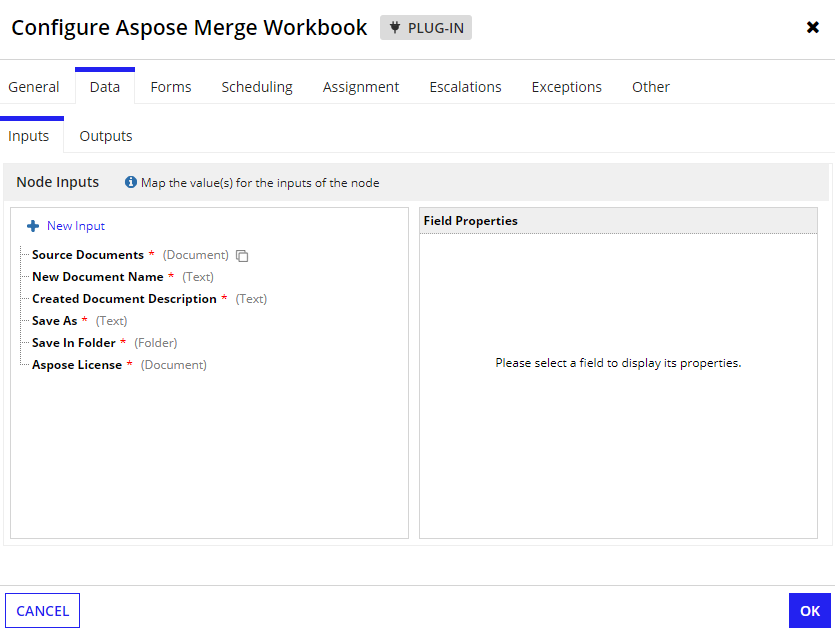 Configure Aspose Merge Workbook PLUG-IN
General Data Forms Scheduling Assignment Escalations Exceptions Other
Inputs Outputs
Node Inputs Map the value(s) for the inputs of the node
New Input
Source Documents * (Document)
New Document Name * (Text)
Created Document Description * (Text)
Save As * (Text)
Save In Folder * (Folder)
Aspose License * (Document)
Field Properties
Please select a field to display its properties.
CANCEL OK